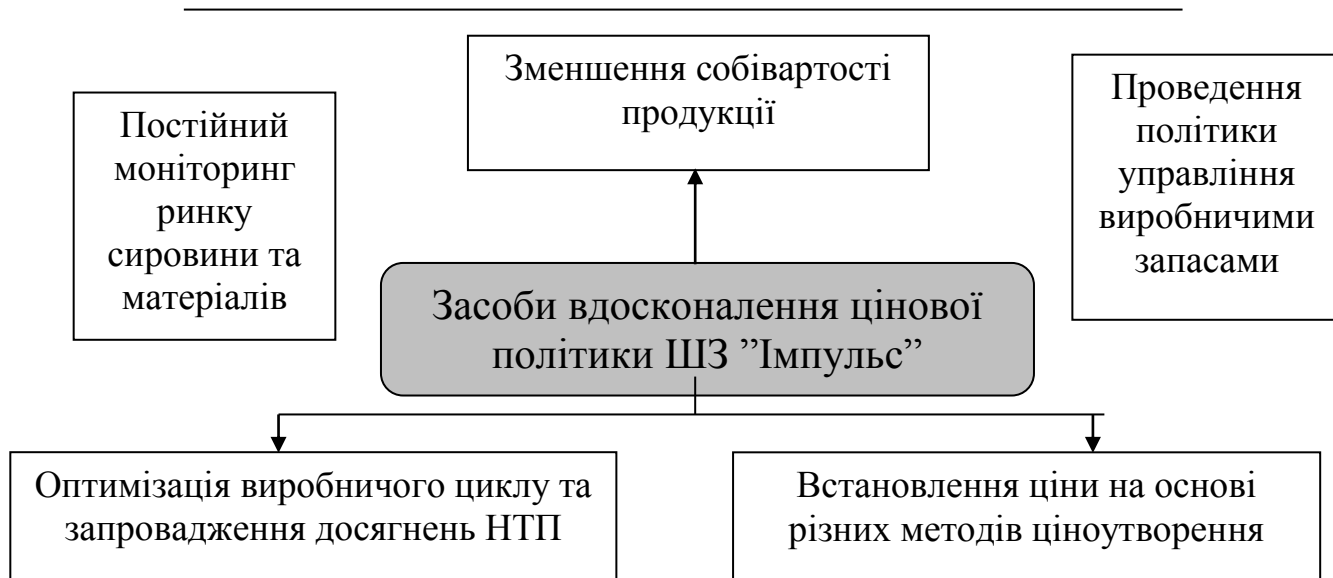 Зменшення собівартості
продукції
Постійний
моніторинг
ринку
сировини та
матеріалів
Проведення
політики
управління
виробничими
запасами
Засоби вдосконалення цінової
політики ШЗ ”Імпульс”
Оптимізація виробничого циклу та
запровадження досягнень НТП
Встановлення ціни на основі
різних методів ціноутворення